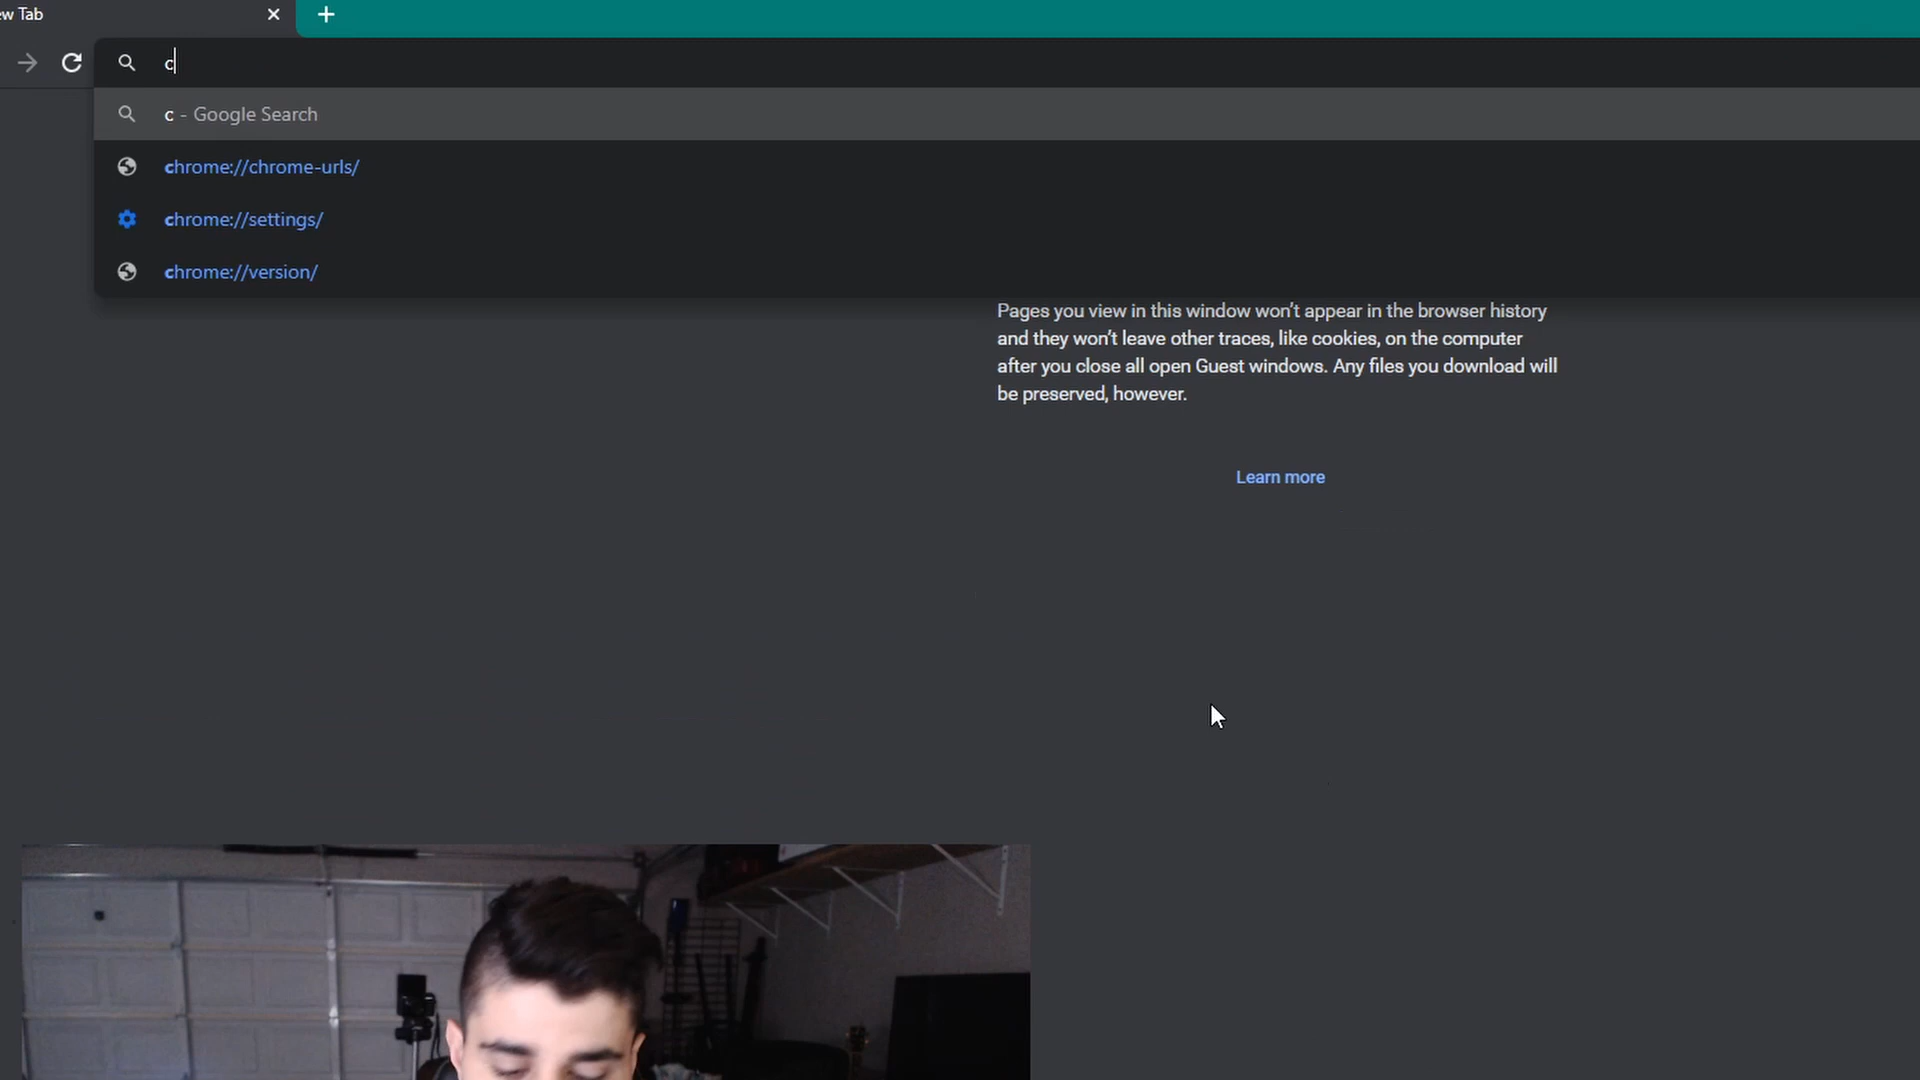 ew Tab
c
c - Google Search
chrome://chrome-urls/
chrome://settings/
chrome://version/
Pages you view in this window won’t appear in the browser history
and they won’t leave other traces, like cookies, on the computer
after you close all open Guest windows. Any files you download will
be preserved, however.
Learn more